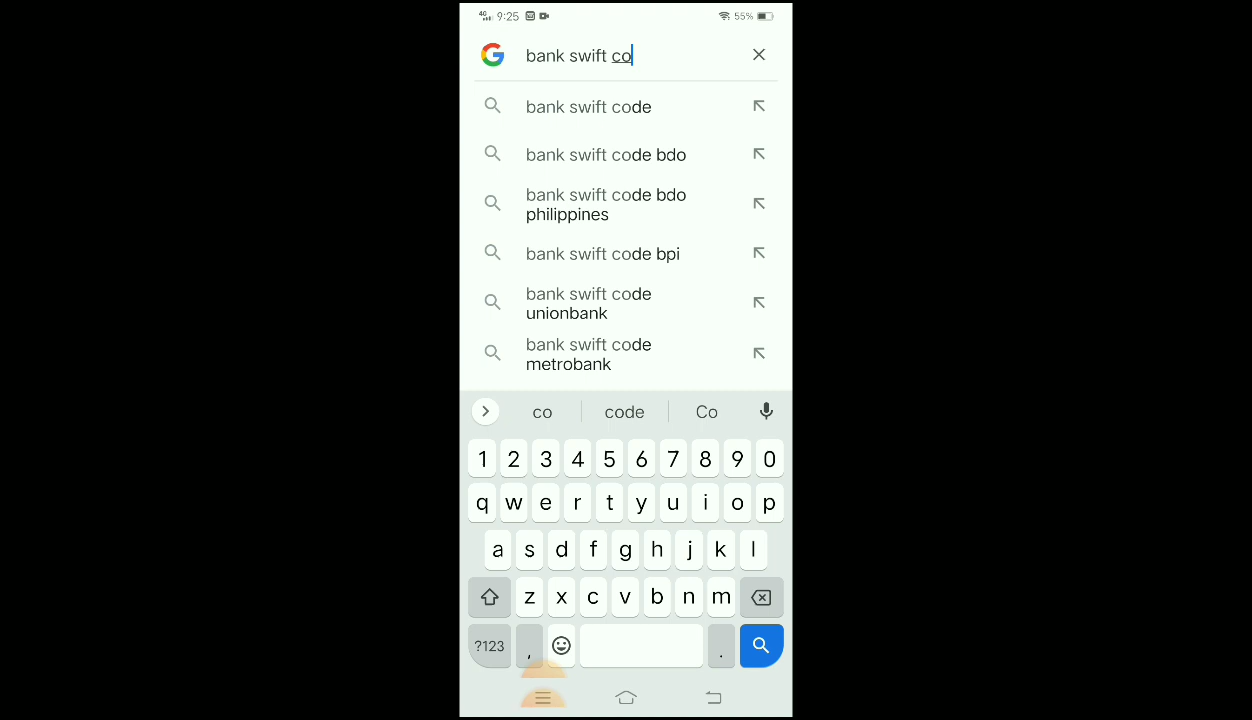 4G 9:25 55%
bank swift co
bank swift code
bank swift code bdo
bank swift code bdo
philippines
bank swift code bpi
bank swift code
unionbank
bank swift code
metrobank
co code Co
1 2 3 4 5 6 7 8 9 0
q w e r t y u i o p
a s d f g h j k l
z x c v b n m
?123 , .